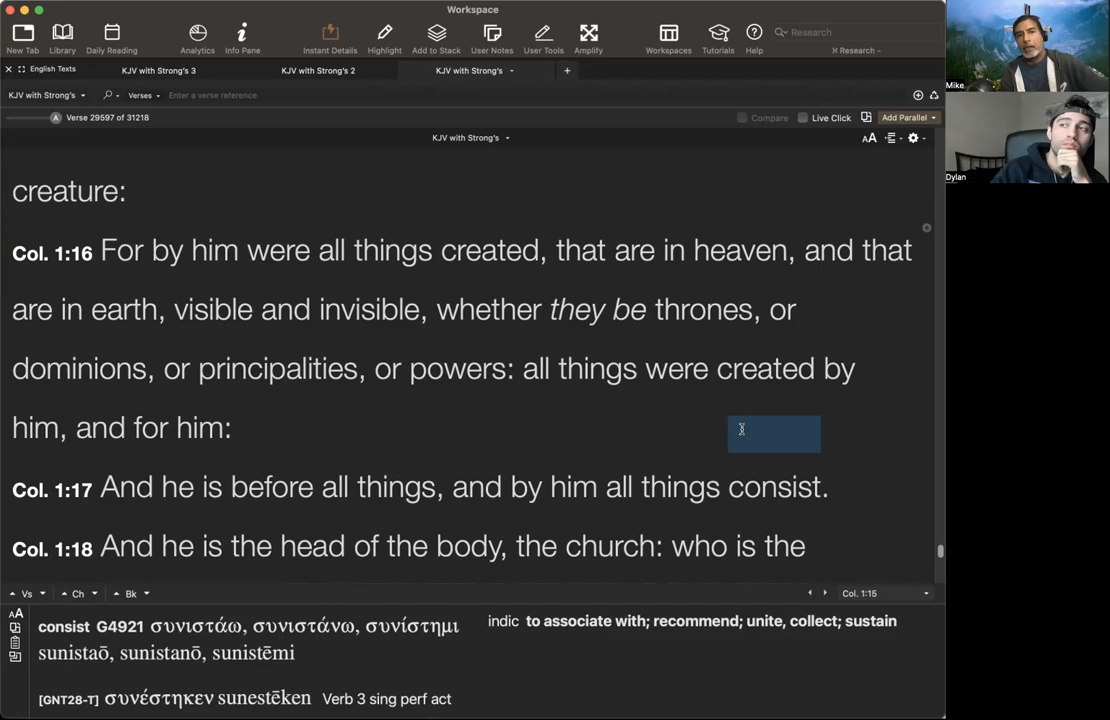 Workspace
New Tab Library Daily Reading Analytics Info Pane Instant Details Highlight Add to Stack User Notes User Tools Amplify Workspaces Tutorials Help Research
⌘ Research
English Texts KJV with Strong's 3 KJV with Strong's 2 KJV with Strong's
KJV with Strong's Verses Enter a verse reference
A Verse 29597 of 31218 Compare Live Click Add Parallel
KJV with Strong's AA
creature:
Col. 1:16 For by him were all things created, that are in heaven, and that
are in earth, visible and invisible, whether they be thrones, or
dominions, or principalities, or powers: all things were created by
him, and for him:
Col. 1:17 And he is before all things, and by him all things consist.
Col. 1:18 And he is the head of the body, the church: who is the
Vs Ch Bk Col. 1:15
AA
consist G4921 συνιστάω, συνιστάνω, συνίστημι
sunistaō, sunistanō, sunistēmi
[GNT28-T] συνέστηκεν sunestēken Verb 3 sing perf act
indic to associate with; recommend; unite, collect; sustain
Mike
Dylan